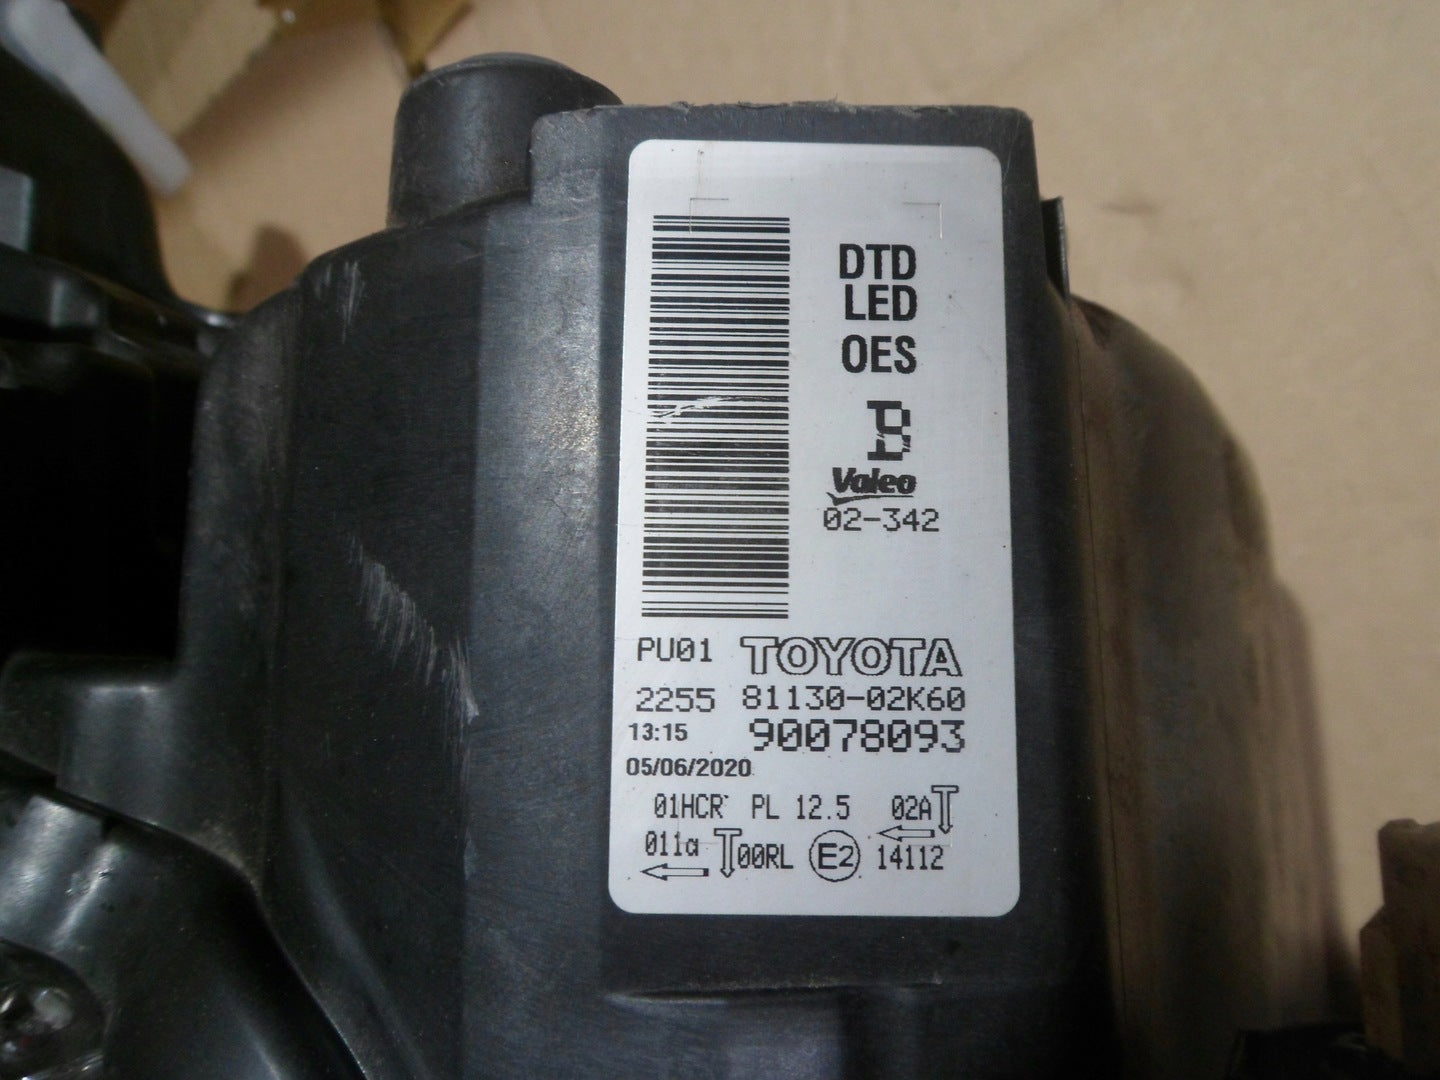 DTD
LED
OES
B
Valeo
02-342
PU01 TOYOTA
2255 81130-02K60
13:15 90078093
05/06/2020
01HCR PL 12.5 02A
011a 00RL E2 14112